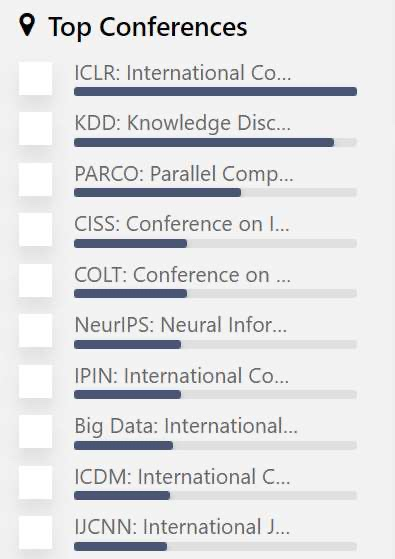 Top Conferences
ICLR: International Co...
KDD: Knowledge Disc...
PARCO: Parallel Comp...
CISS: Conference on I...
COLT: Conference on ...
NeurIPS: Neural Infor...
IPIN: International Co...
Big Data: International...
ICDM: International C...
IJCNN: International J...